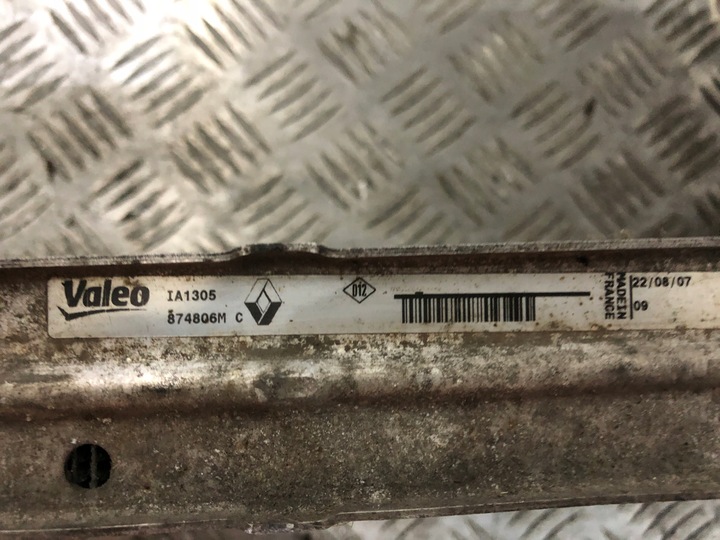 Valeo
IA1305
874806M C
D12
MADE IN
FRANCE
22/08/07
09